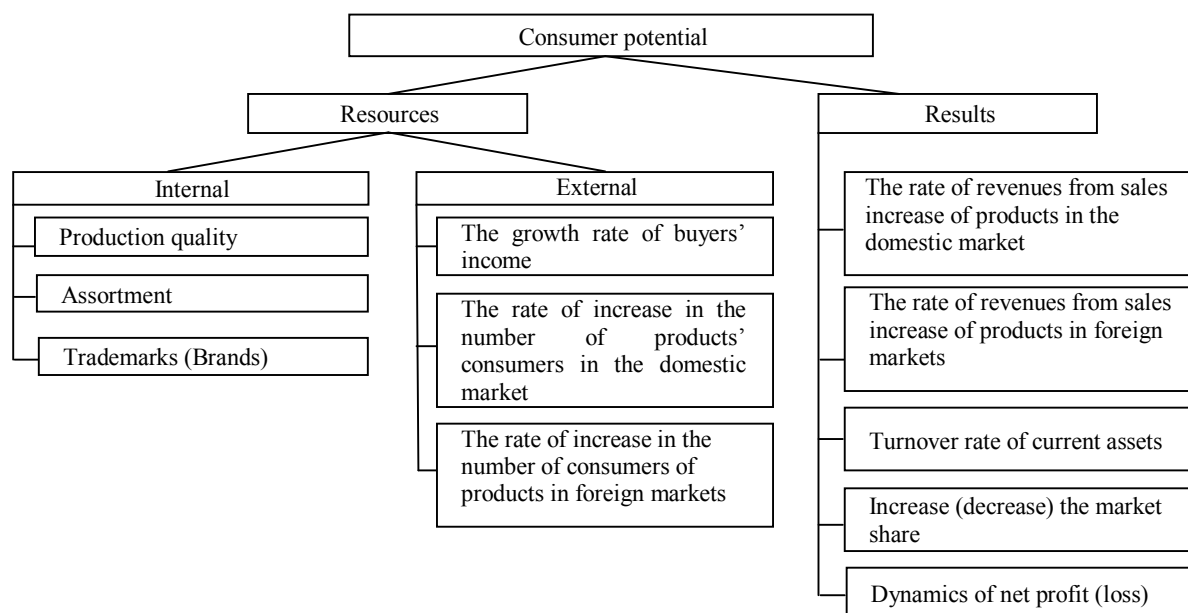 Consumer potential
Resources
Results
Internal
Production quality
Assortment
Trademarks (Brands)
External
The growth rate of buyers’
income
The rate of increase in the
number of products’
consumers in the domestic
market
The rate of increase in the
number of consumers of
products in foreign markets
The rate of revenues from sales
increase of products in the
domestic market
The rate of revenues from sales
increase of products in foreign
markets
Turnover rate of current assets
Increase (decrease) the market
share
Dynamics of net profit (loss)